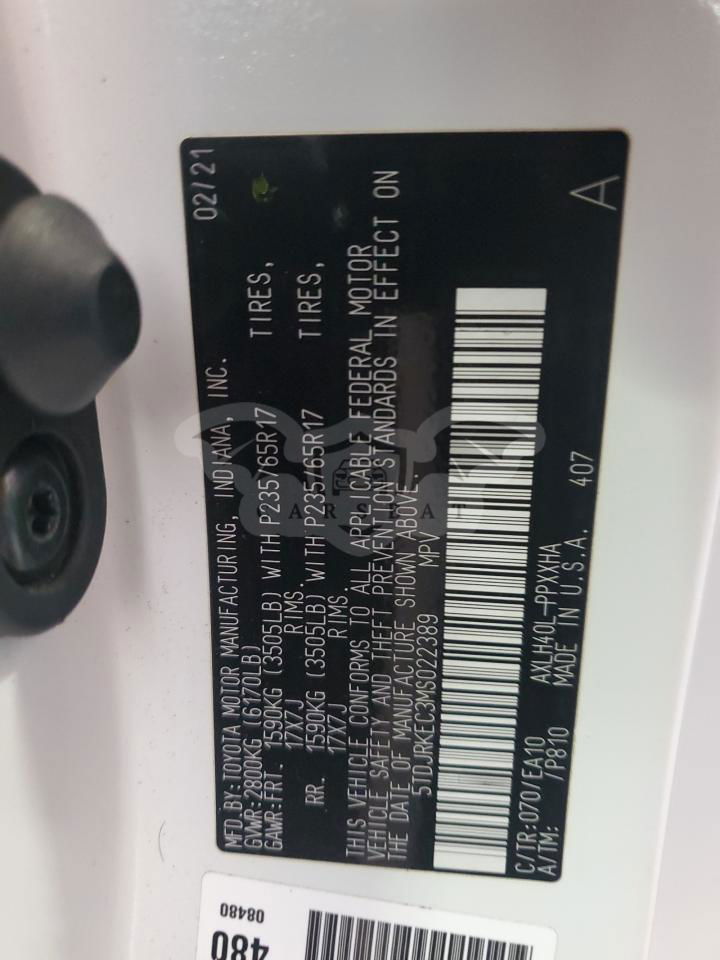 MFD.BY:TOYOTA MOTOR MANUFACTURING, INDIANA, INC. 02/21
GVWR:2800KG (6170LB)
GAWR:FRT. 1590KG (3505LB) WITH P235/65R17 TIRES,
17X7J RIMS.
RR. 1590KG (3505LB) WITH P235/65R17 TIRES,
17X7J RIMS.
THIS VEHICLE CONFORMS TO ALL APPLICABLE FEDERAL MOTOR
VEHICLE SAFETY AND THEFT PREVENTION STANDARDS IN EFFECT ON
THE DATE OF MANUFACTURE SHOWN ABOVE.
5TDJRKEC3MS022389 MPV
C/TR:070/EA10 AXLH40L-PPXXHA
A/TM: /P810 MADE IN U.S.A. 407
A
480
08480